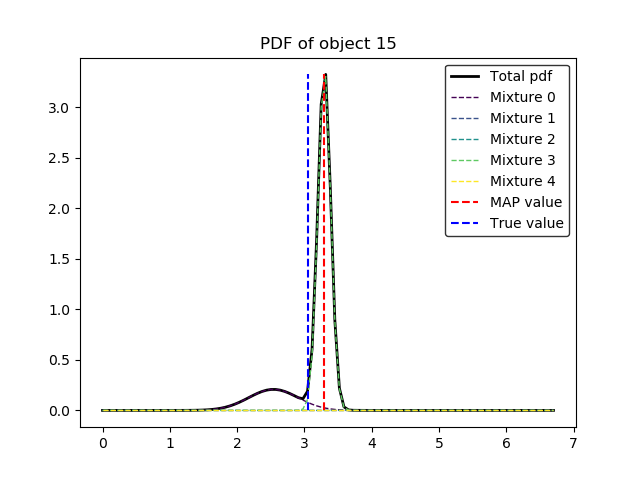 PDF of object 15
3.0
2.5
2.0
1.5
1.0
0.5
0.0
0 1 2 3 4 5 6 7
Total pdf
Mixture 0
Mixture 1
Mixture 2
Mixture 3
Mixture 4
MAP value
True value